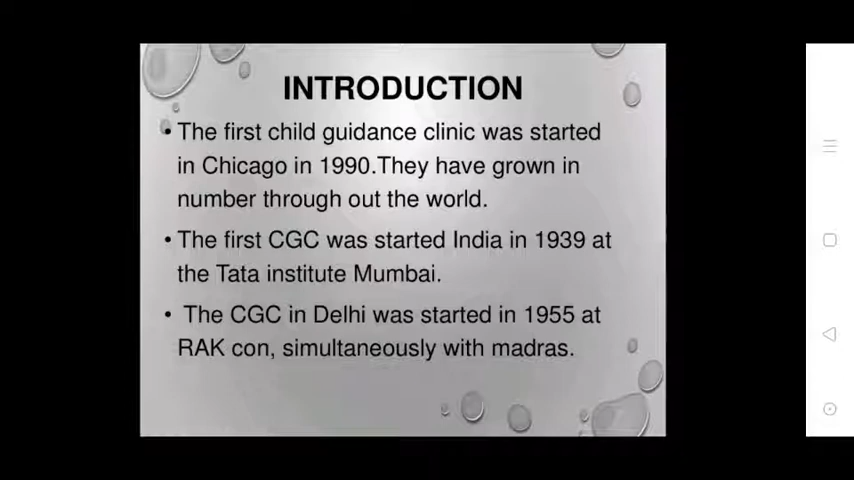 INTRODUCTION
• The first child guidance clinic was started
in Chicago in 1990.They have grown in
number through out the world.
• The first CGC was started India in 1939 at
the Tata institute Mumbai.
• The CGC in Delhi was started in 1955 at
RAK con, simultaneously with madras.